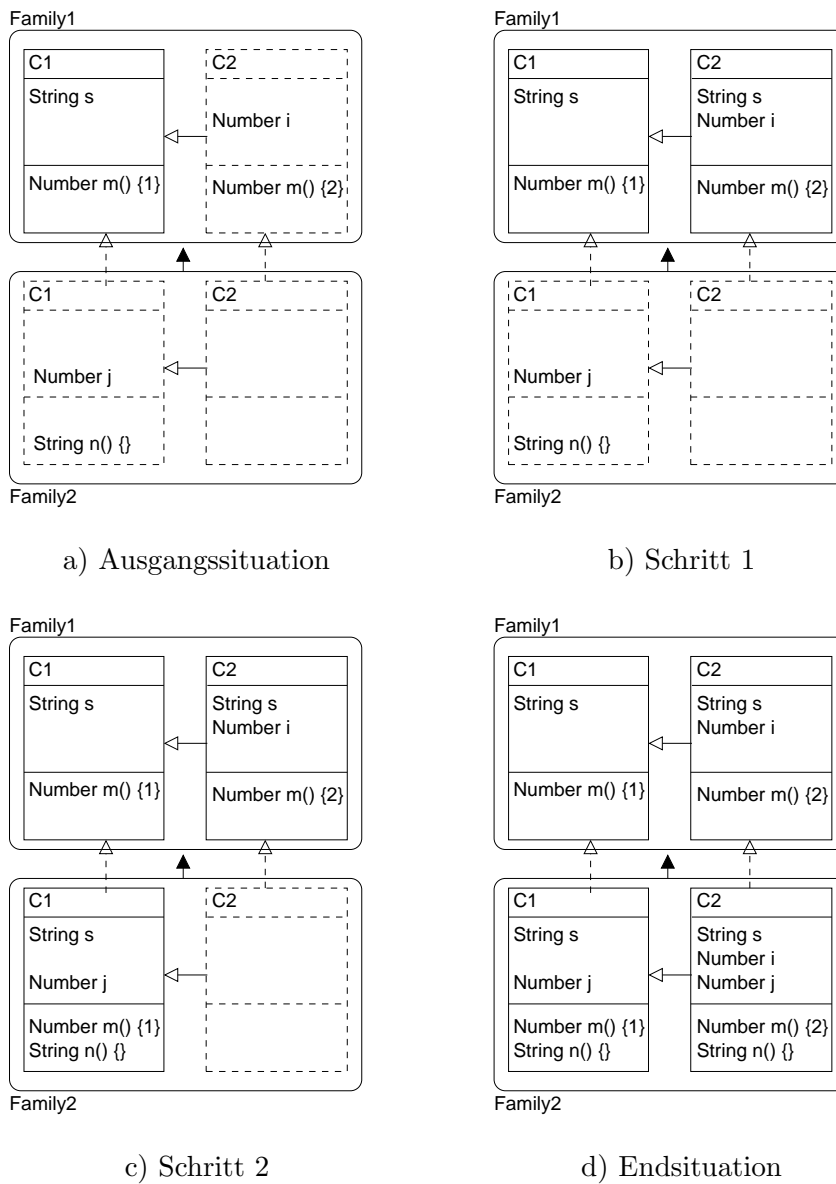 Family1
C1
C2
String s
Number i
Number m() {1}
Number m() {2}
C1
C2
Number j
String n() {}
Family2
a) Ausgangssituation
Family1
C1
C2
String s
String s
Number i
Number m() {1}
Number m() {2}
C1
C2
Number j
String n() {}
Family2
b) Schritt 1
Family1
C1
C2
String s
String s
Number i
Number m() {1}
Number m() {2}
C1
C2
String s
Number j
Number m() {1}
String n() {}
Family2
c) Schritt 2
Family1
C1
C2
String s
String s
Number i
Number m() {1}
Number m() {2}
C1
C2
String s
String s
Number i
Number j
Number j
Number m() {1}
Number m() {2}
String n() {}
String n() {}
Family2
d) Endsituation